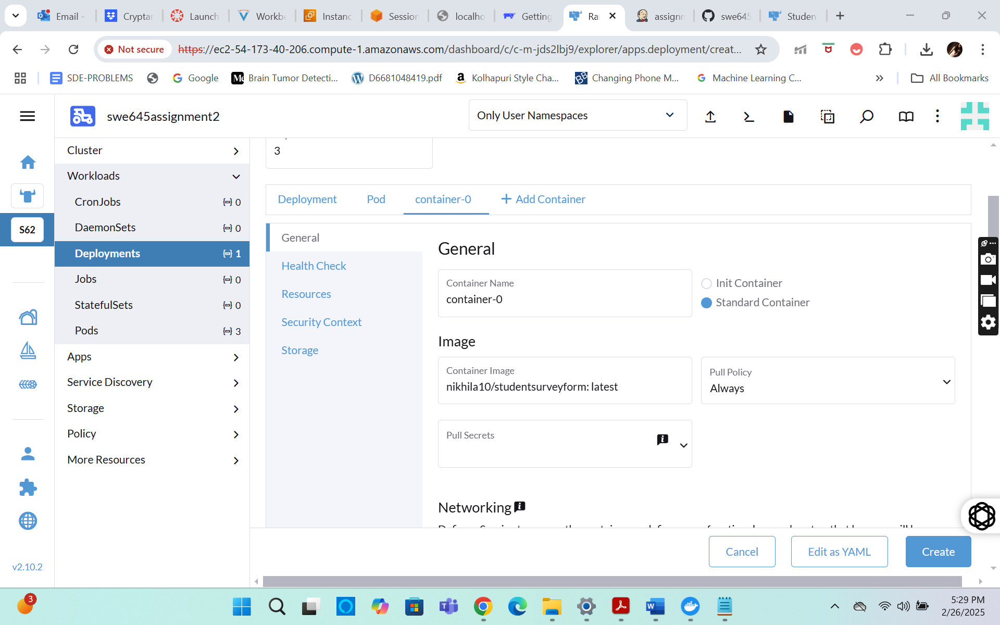 Email -
Cryptar
Launch
Workbe
Instanc
Session
localho
Getting
Ra
assignm
swe645
Studen
Not secure
https://ec2-54-173-40-206.compute-1.amazonaws.com/dashboard/c/c-m-jds2lbj9/explorer/apps.deployment/creat...
SDE-PROBLEMS
Google
Me
Brain Tumor Detecti...
D6681048419.pdf
Kolhapuri Style Cha...
BB
Changing Phone M...
Machine Learning C...
All Bookmarks
swe645assignment2
Only User Namespaces
Cluster
Workloads
CronJobs 0
DaemonSets 0
Deployments 1
Jobs 0
StatefulSets 0
Pods 3
Apps
Service Discovery
Storage
Policy
More Resources
S62
v2.10.2
3
Deployment
Pod
container-0
Add Container
General
Health Check
Resources
Security Context
Storage
General
Container Name
container-0
Init Container
Standard Container
Image
Container Image
nikhila10/studentsurveyform: latest
Pull Policy
Always
Pull Secrets
Networking
Cancel
Edit as YAML
Create
3
5:29 PM
2/26/2025